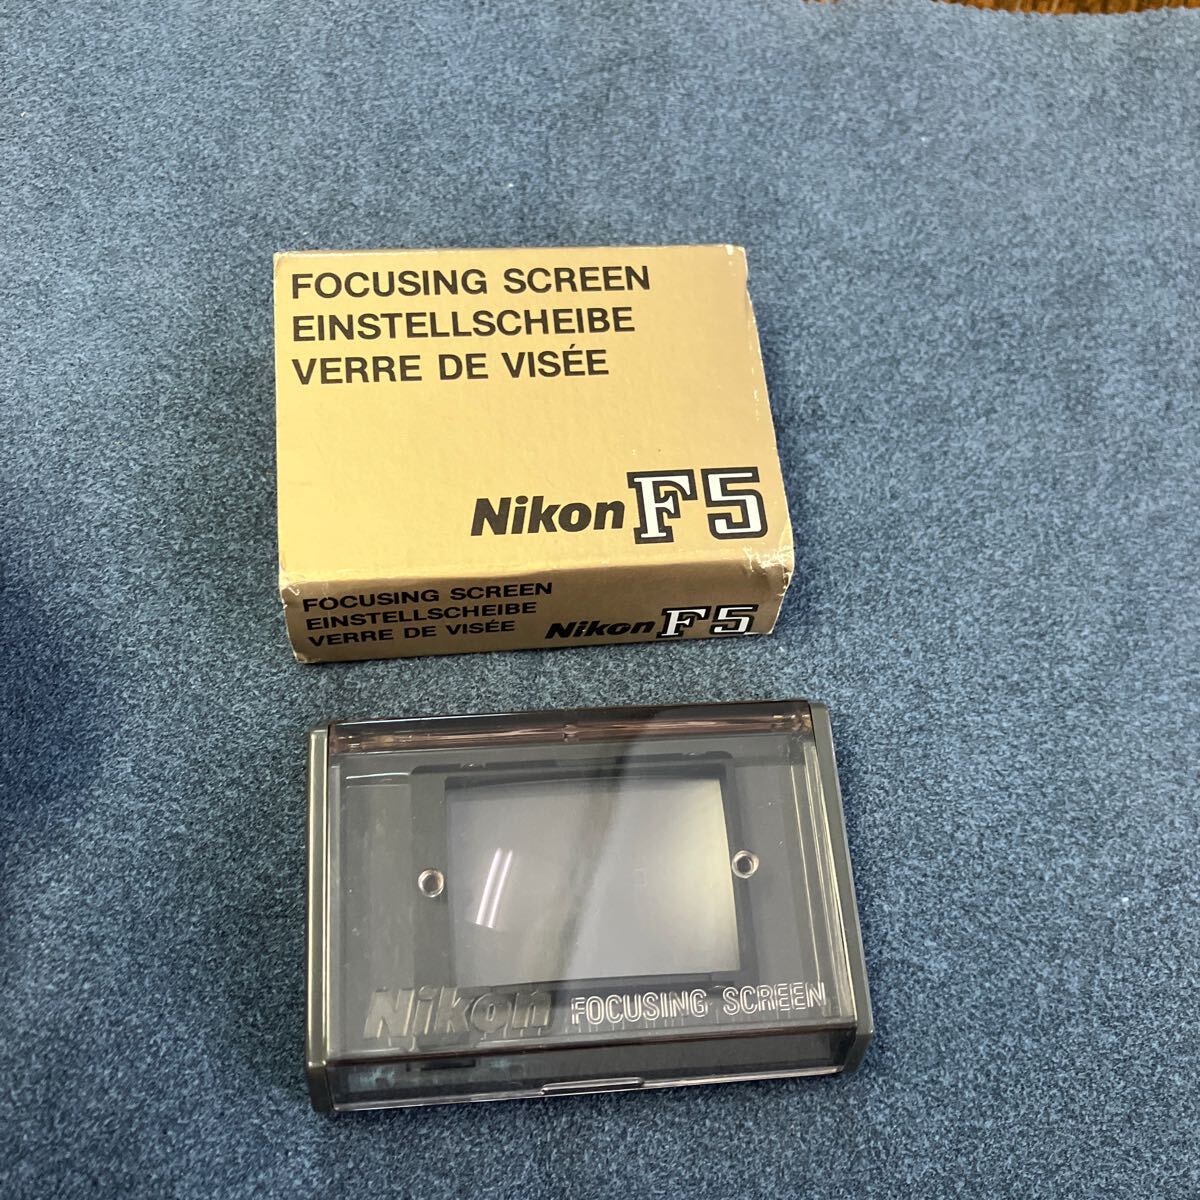 FOCUSING SCREEN
EINSTELLSCHEIBE
VERRE DE VISÉE
Nikon F5
FOCUSING SCREEN
EINSTELLSCHEIBE
VERRE DE VISÉE
Nikon F5
Nikon FOCUSING SCREEN